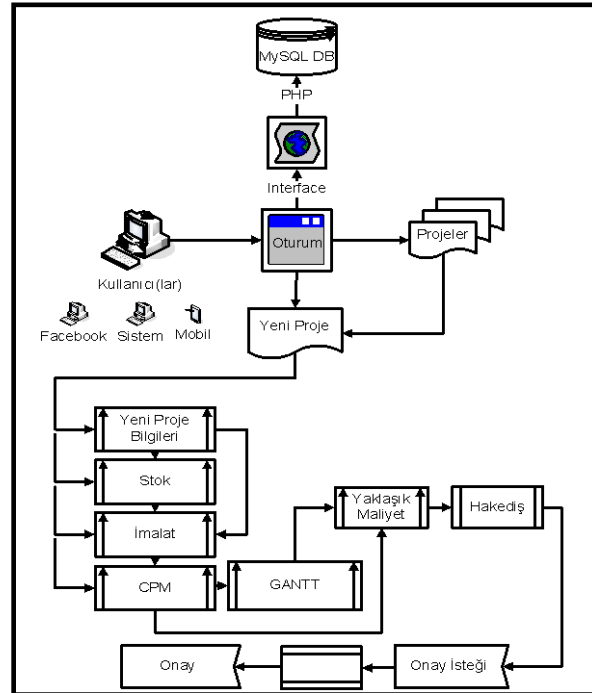 MySQL DB
PHP
Interface
Oturum
Projeler
Kullanıcı(lar)
Facebook
Sistem
Mobil
Yeni Proje
Yeni Proje
Bilgileri
Stok
İmalat
CPM
GANTT
Yaklaşık
Maliyet
Hakediş
Onay
Onay İsteği